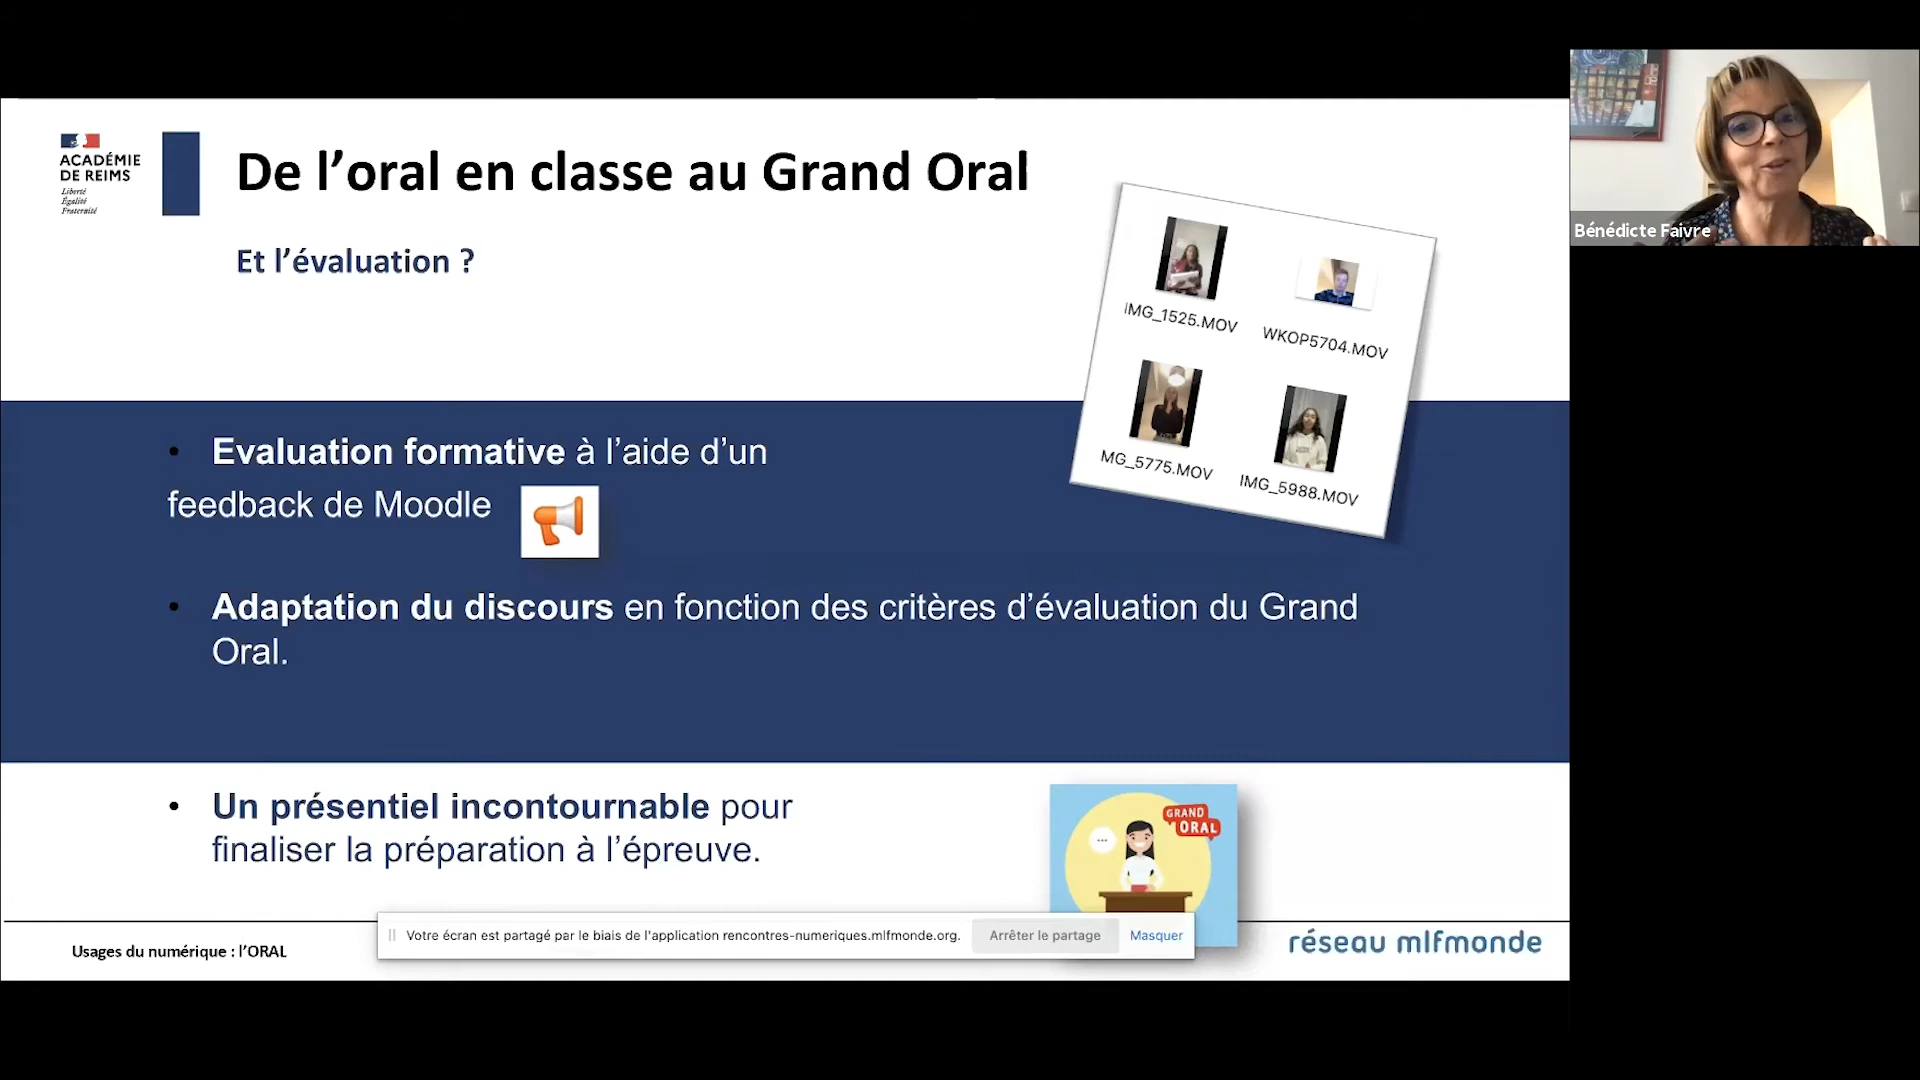 ACADÉMIE
DE REIMS
Liberté
Égalité
Fraternité
De l’oral en classe au Grand Oral
Et l’évaluation ?
IMG_1525.MOV
WKOP5704.MOV
MG_5775.MOV
IMG_5988.MOV
Bénédicte Faivre
• Evaluation formative à l’aide d’un
feedback de Moodle
• Adaptation du discours en fonction des critères d’évaluation du Grand
Oral.
• Un présentiel incontournable pour
finaliser la préparation à l’épreuve.
GRAND
ORAL
Votre écran est partagé par le biais de l'application rencontres-numeriques.mlfmonde.org.
Arrêter le partage
Masquer
Usages du numérique : l’ORAL
réseau mlfmonde